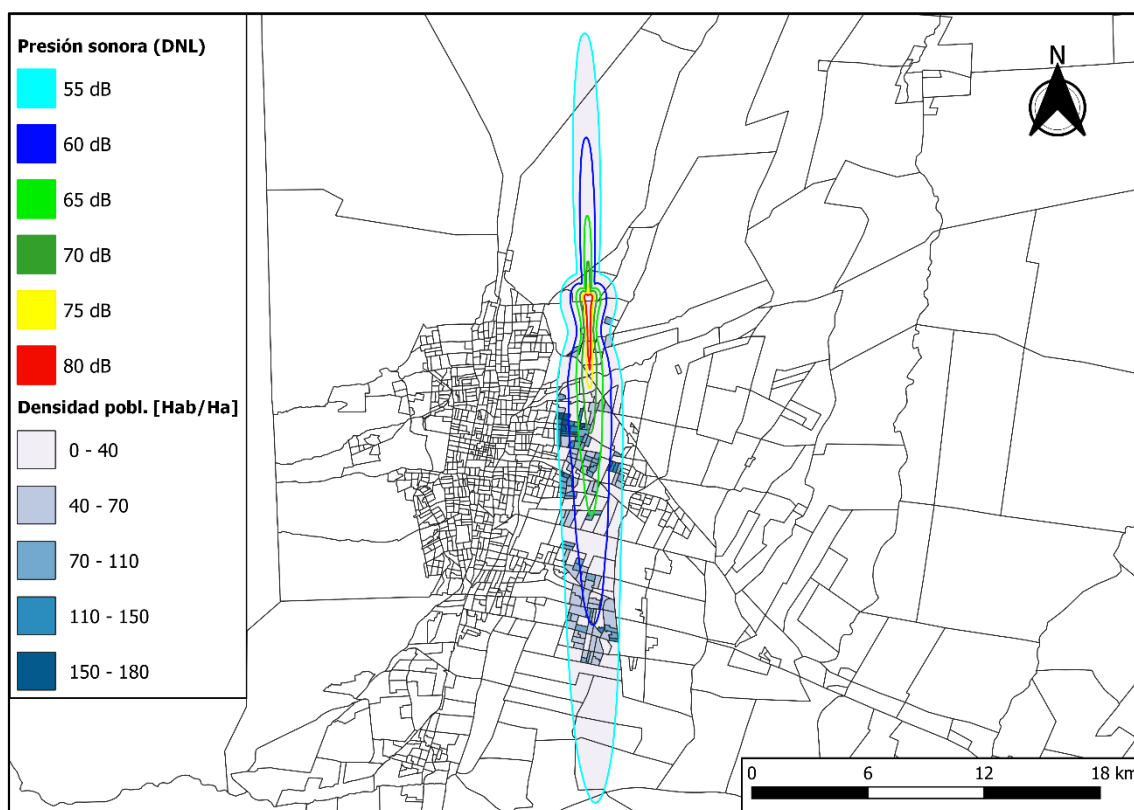 Presión sonora (DNL)
55 dB
60 dB
65 dB
70 dB
75 dB
80 dB
Densidad pobl. [Hab/Ha]
0 - 40
40 - 70
70 - 110
110 - 150
150 - 180
N
0 6 12 18 km